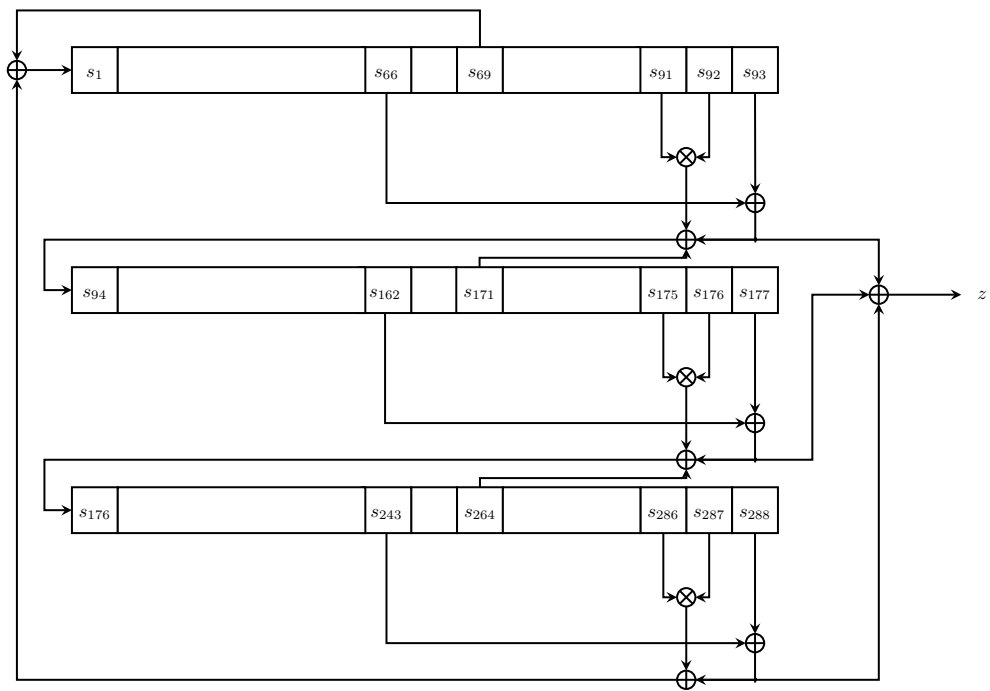 s₁ s₆₆ s₆₉ s₉₁ s₉₂ s₉₃
s₉₄ s₁₆₂ s₁₇₁ s₁₇₅ s₁₇₆ s₁₇₇
z
s₁₇₆ s₂₄₃ s₂₆₄ s₂₈₆ s₂₈₇ s₂₈₈